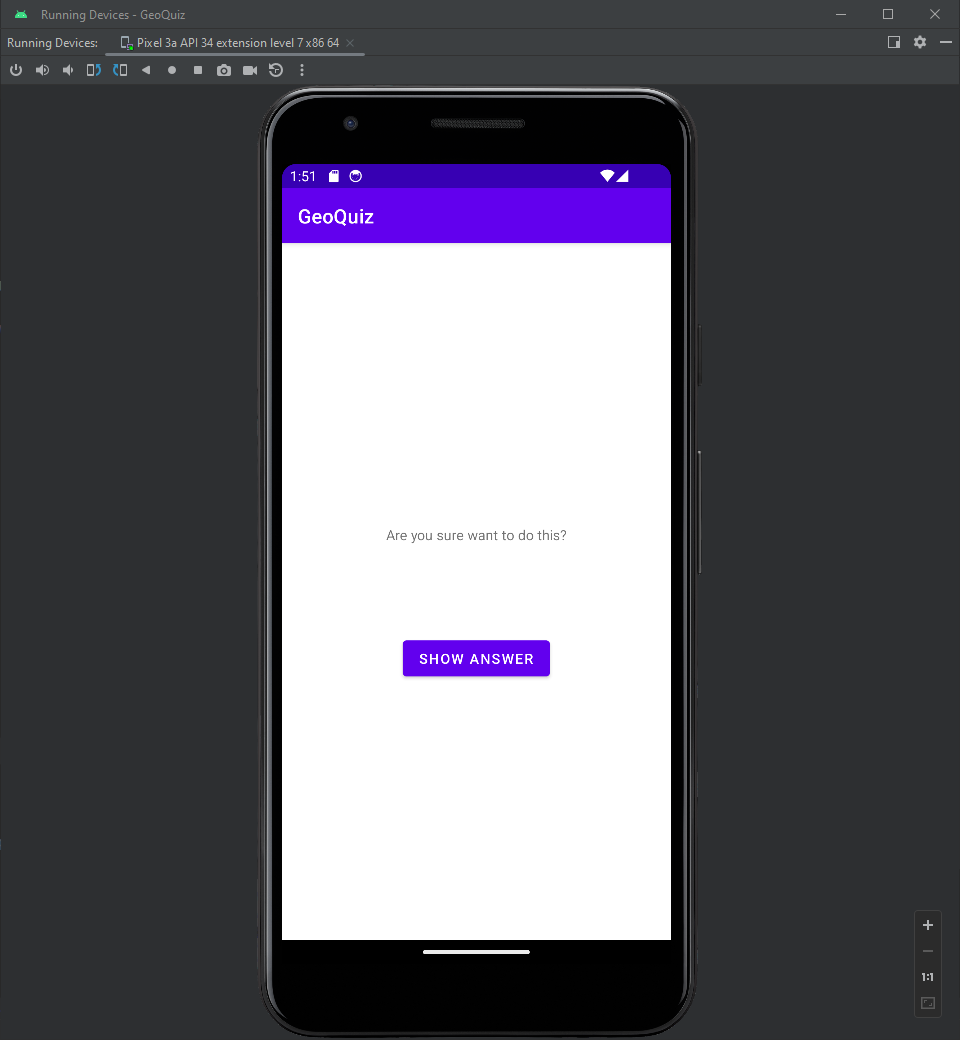 Running Devices - GeoQuiz
Running Devices:
Pixel 3a API 34 extension level 7 x86 64
1:51
GeoQuiz
Are you sure want to do this?
SHOW ANSWER
1:1